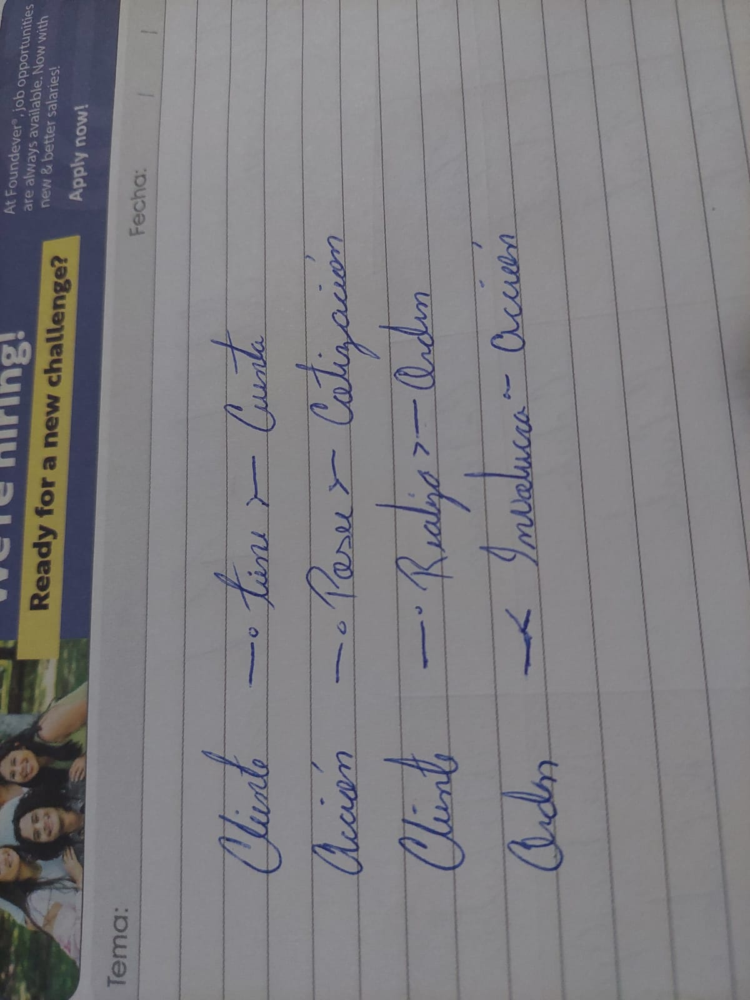 We're hiring!
Ready for a new challenge?
At Foundever®, job opportunities
are always available. Now with
new & better salaries!
Apply now!
Tema:
Fecha: / /
Cliente —o tiene >— Cuenta
Acción —o Posee >— Cotización
Cliente —o Realiza >— Orden
Orden —< Involucra - acción